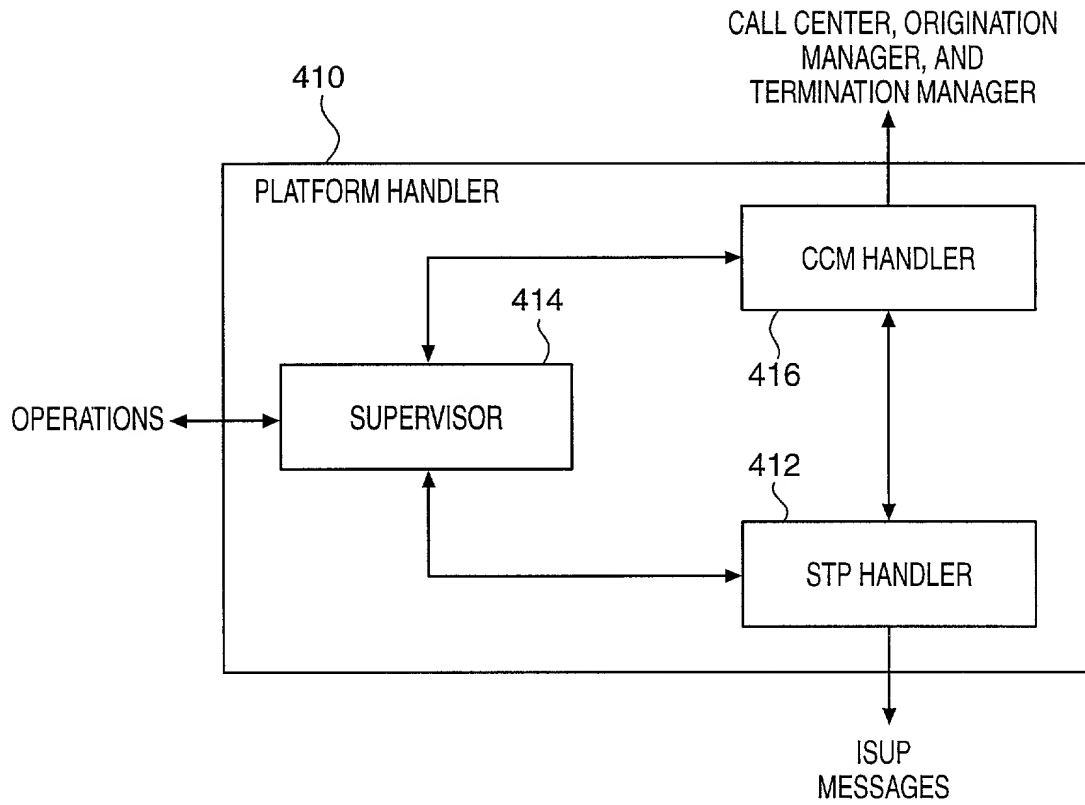 CALL CENTER, ORIGINATION
MANAGER, AND
TERMINATION MANAGER
410
PLATFORM HANDLER
CCM HANDLER
414
416
OPERATIONS
SUPERVISOR
412
STP HANDLER
ISUP
MESSAGES